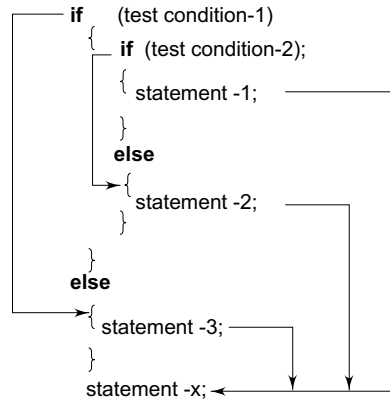 if (test condition-1)
{
if (test condition-2);
{
statement -1;
}
else
{
statement -2;
}
}
else
{
statement -3;
}
statement -x;